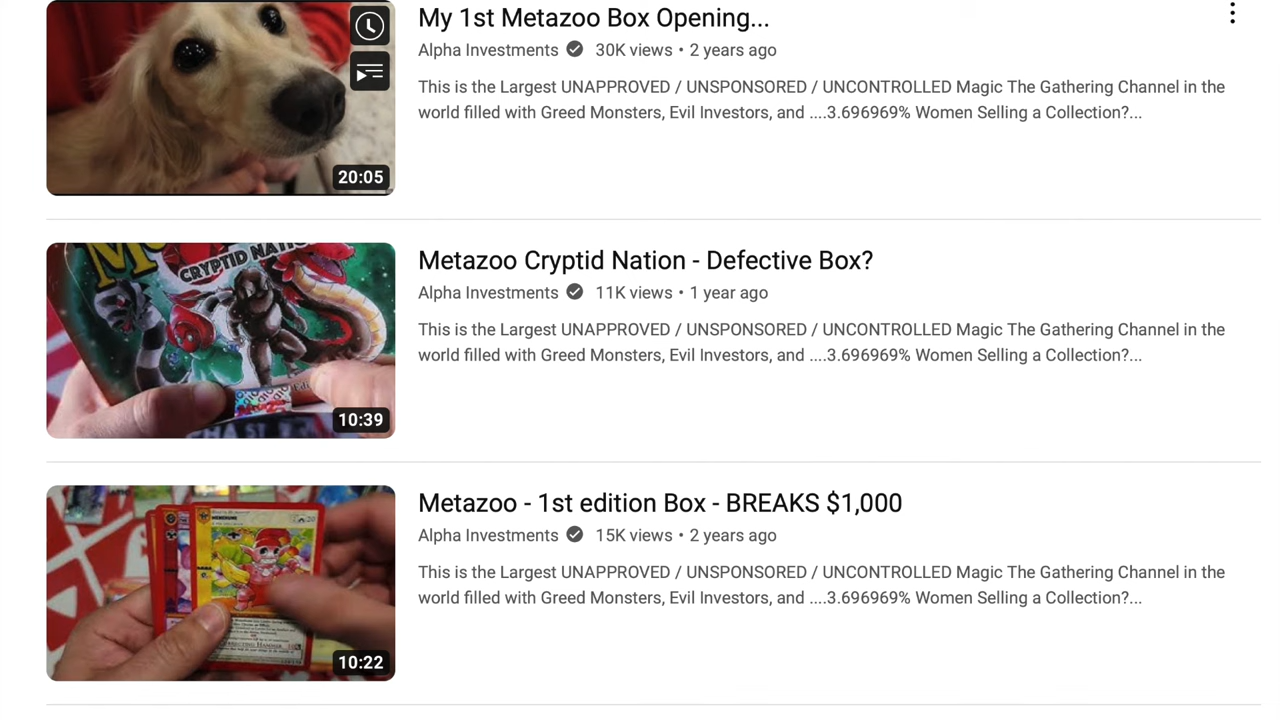 My 1st Metazoo Box Opening...
Alpha Investments 30K views • 2 years ago
This is the Largest UNAPPROVED / UNSPONSORED / UNCONTROLLED Magic The Gathering Channel in the
world filled with Greed Monsters, Evil Investors, and ....3.696969% Women Selling a Collection?...
20:05
CRYPTID NATIO
Metazoo Cryptid Nation - Defective Box?
Alpha Investments 11K views • 1 year ago
This is the Largest UNAPPROVED / UNSPONSORED / UNCONTROLLED Magic The Gathering Channel in the
world filled with Greed Monsters, Evil Investors, and ....3.696969% Women Selling a Collection?...
10:39
Metazoo - 1st edition Box - BREAKS $1,000
Alpha Investments 15K views • 2 years ago
This is the Largest UNAPPROVED / UNSPONSORED / UNCONTROLLED Magic The Gathering Channel in the
world filled with Greed Monsters, Evil Investors, and ....3.696969% Women Selling a Collection?...
10:22